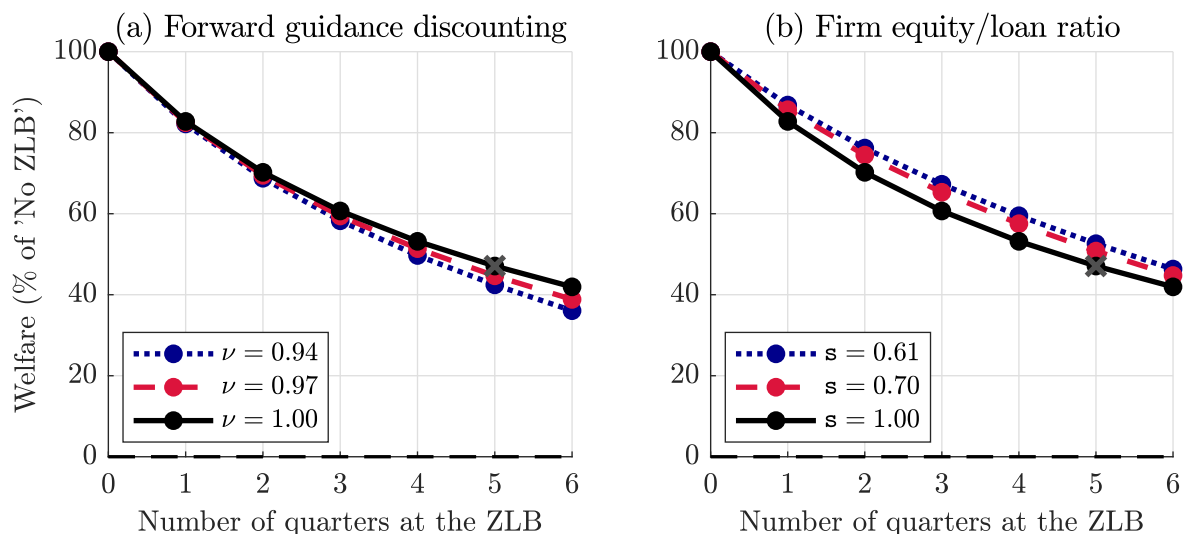 (a) Forward guidance discounting
Welfare (% of 'No ZLB')
100
80
60
40
20
0
ν = 0.94
ν = 0.97
ν = 1.00
0 1 2 3 4 5 6
Number of quarters at the ZLB
(b) Firm equity/loan ratio
100
80
60
40
20
0
s = 0.61
s = 0.70
s = 1.00
0 1 2 3 4 5 6
Number of quarters at the ZLB